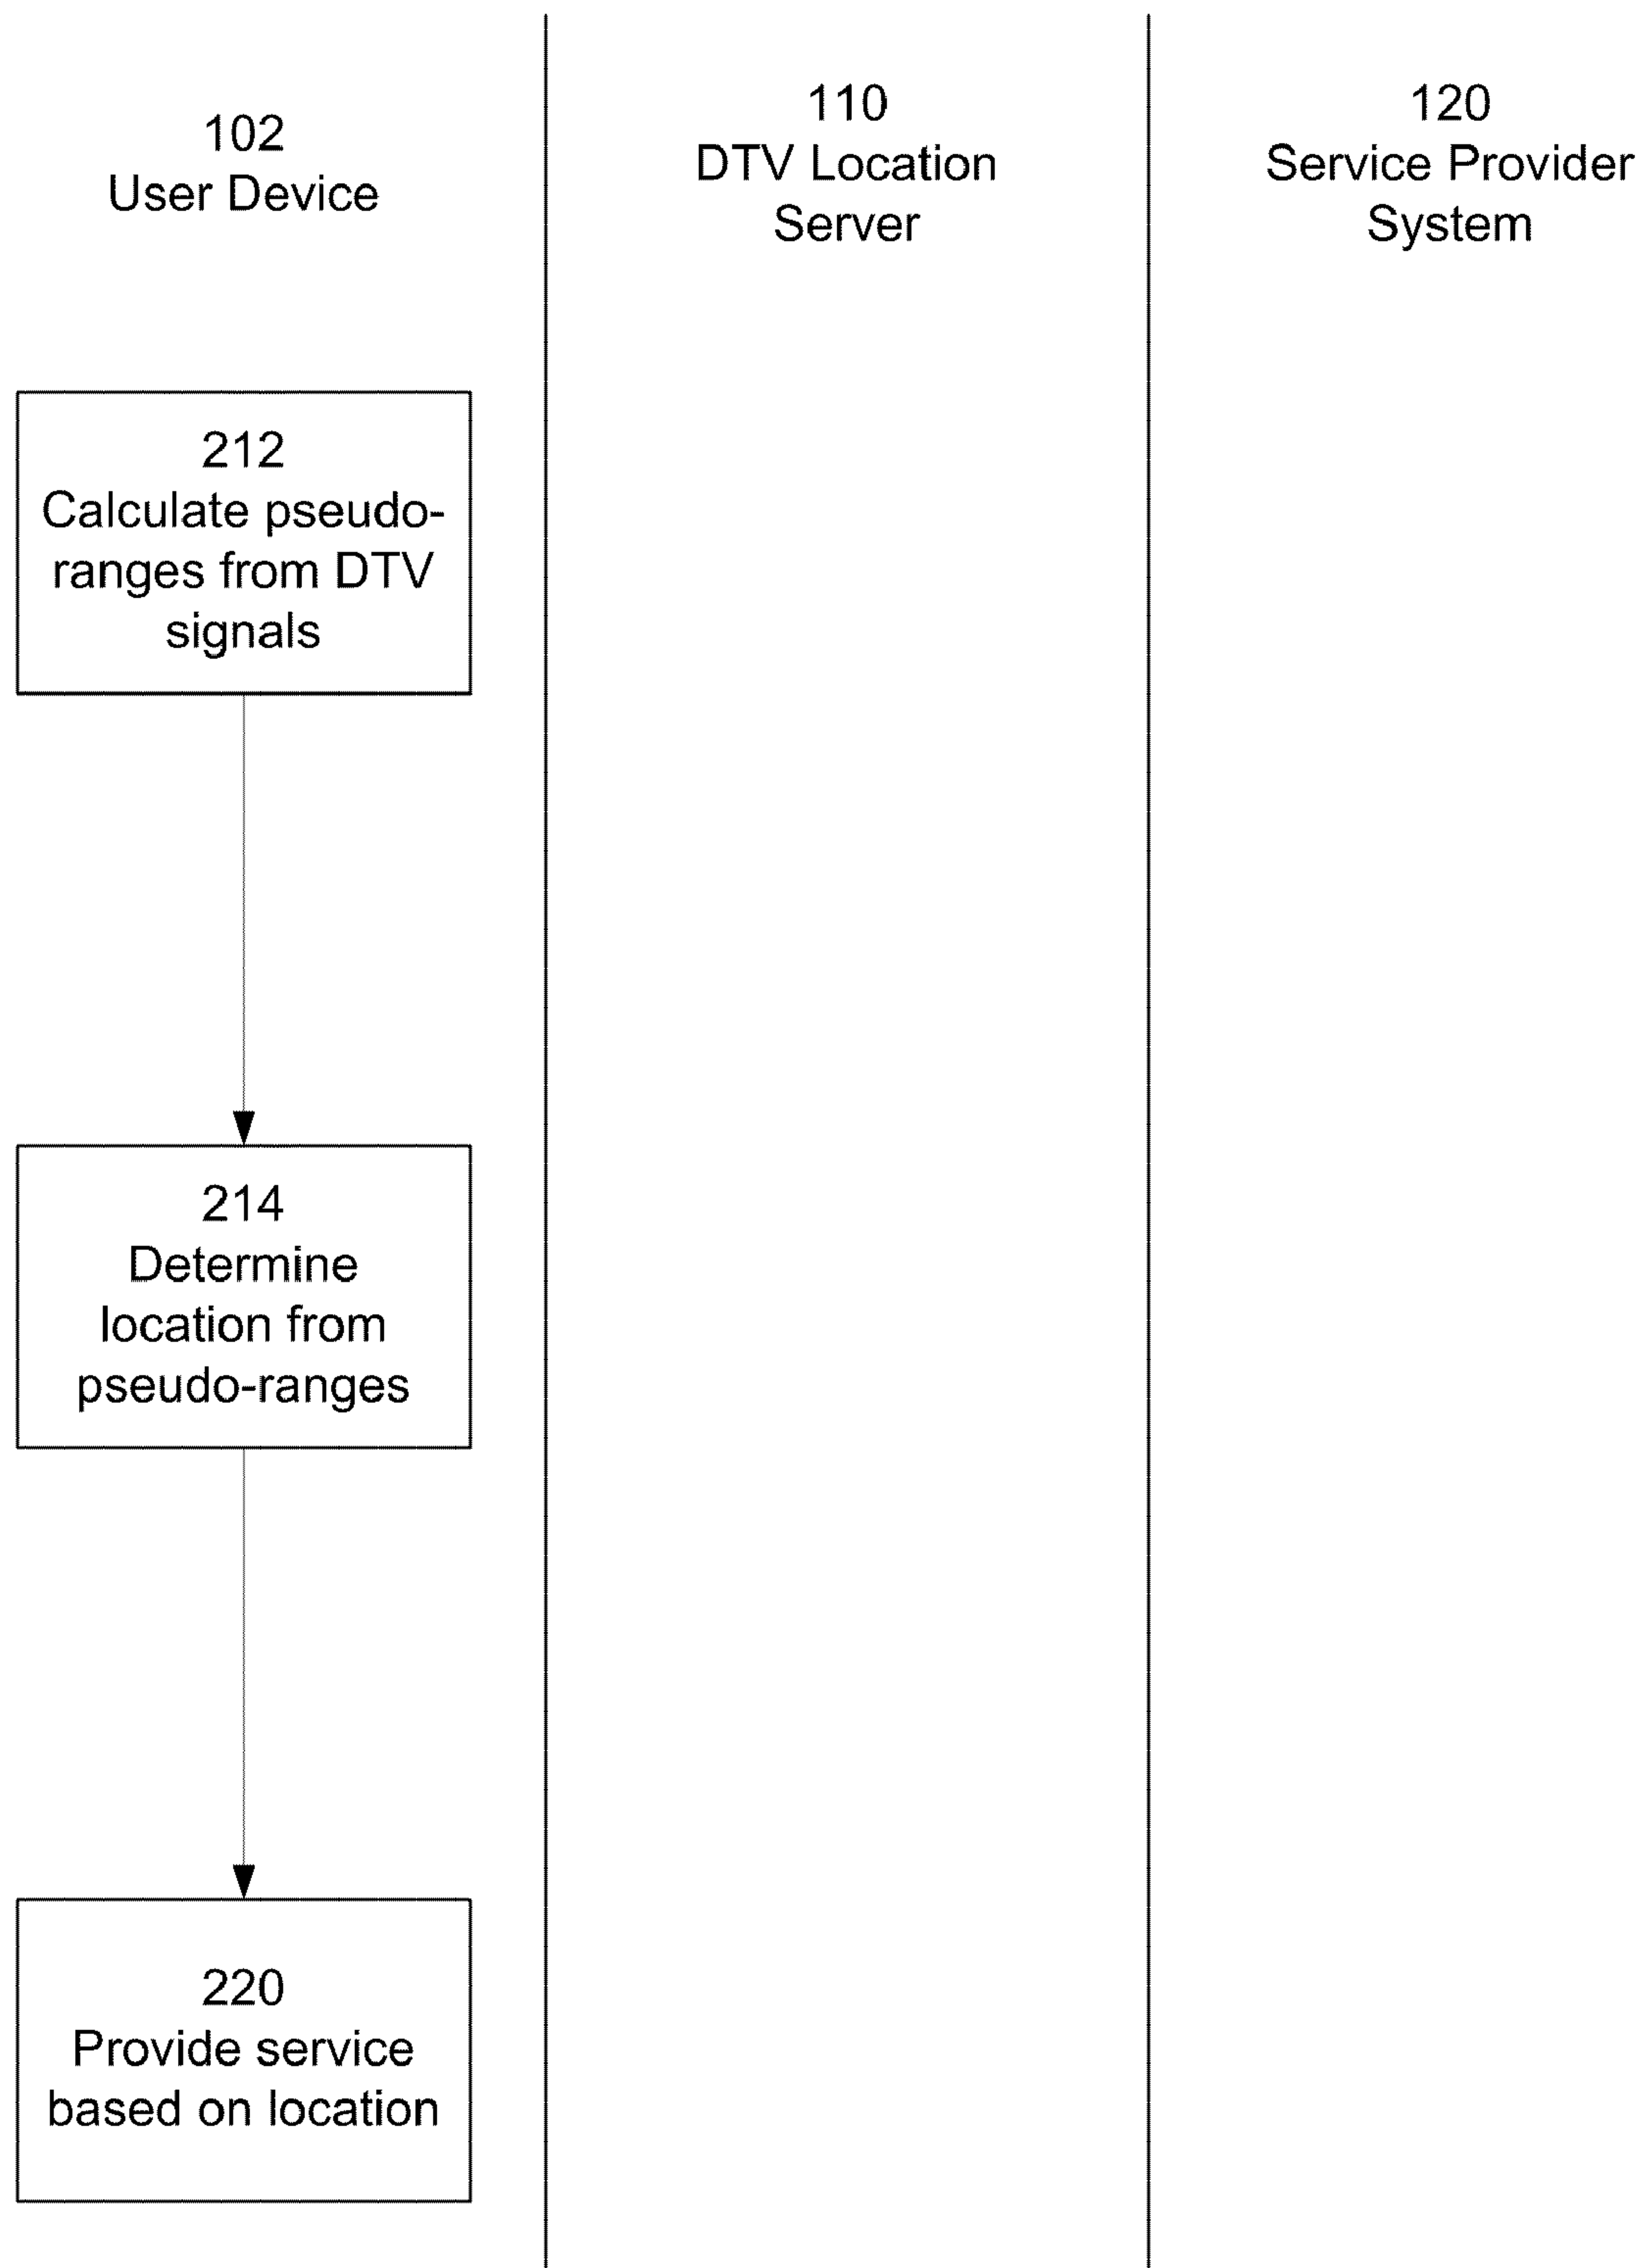 102
User Device
110
DTV Location
Server
120
Service Provider
System
212
Calculate pseudo-
ranges from DTV
signals
214
Determine
location from
pseudo-ranges
220
Provide service
based on location